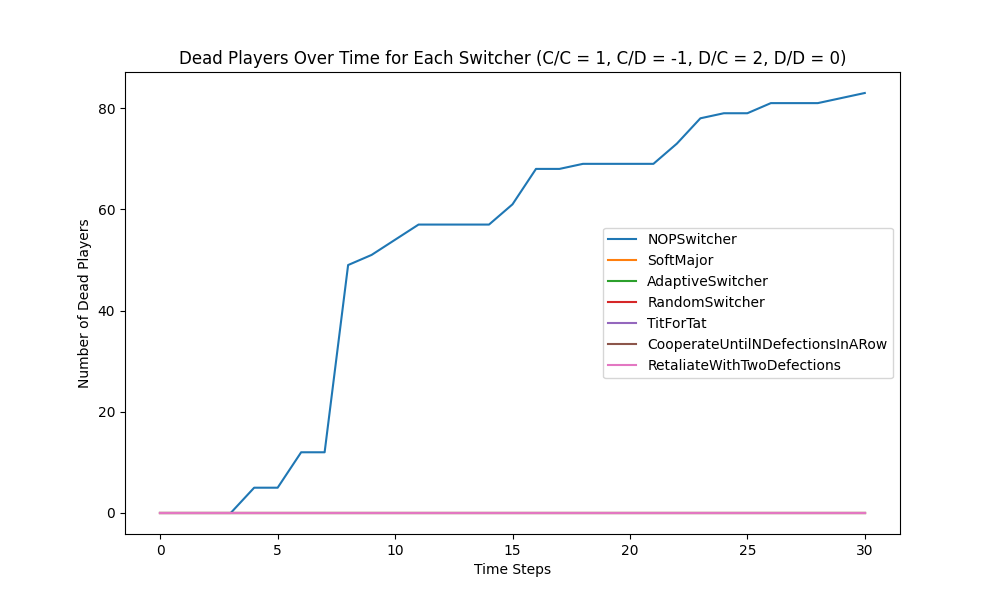 Dead Players Over Time for Each Switcher (C/C = 1, C/D = -1, D/C = 2, D/D = 0)
Number of Dead Players
80
60
40
20
0
NOPSwitcher
SoftMajor
AdaptiveSwitcher
RandomSwitcher
TitForTat
CooperateUntilNDefectionsInARow
RetaliateWithTwoDefections
0 5 10 15 20 25 30
Time Steps